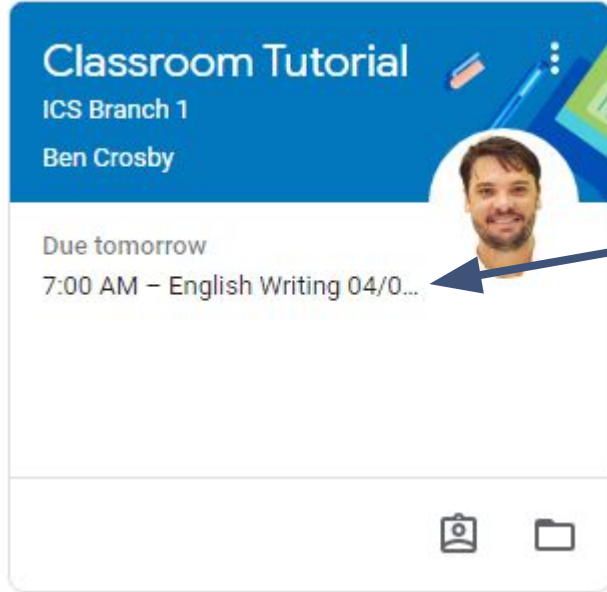 Classroom Tutorial
ICS Branch 1
Ben Crosby
Due tomorrow
7:00 AM – English Writing 04/0...